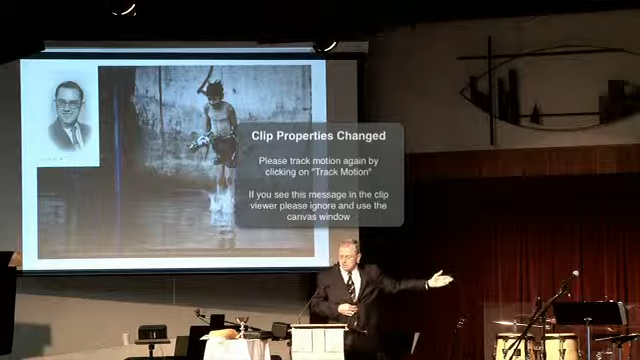 Clip Properties Changed
Please track motion again by
clicking on "Track Motion"
If you see this message in the clip
viewer please ignore and use the
canvas window